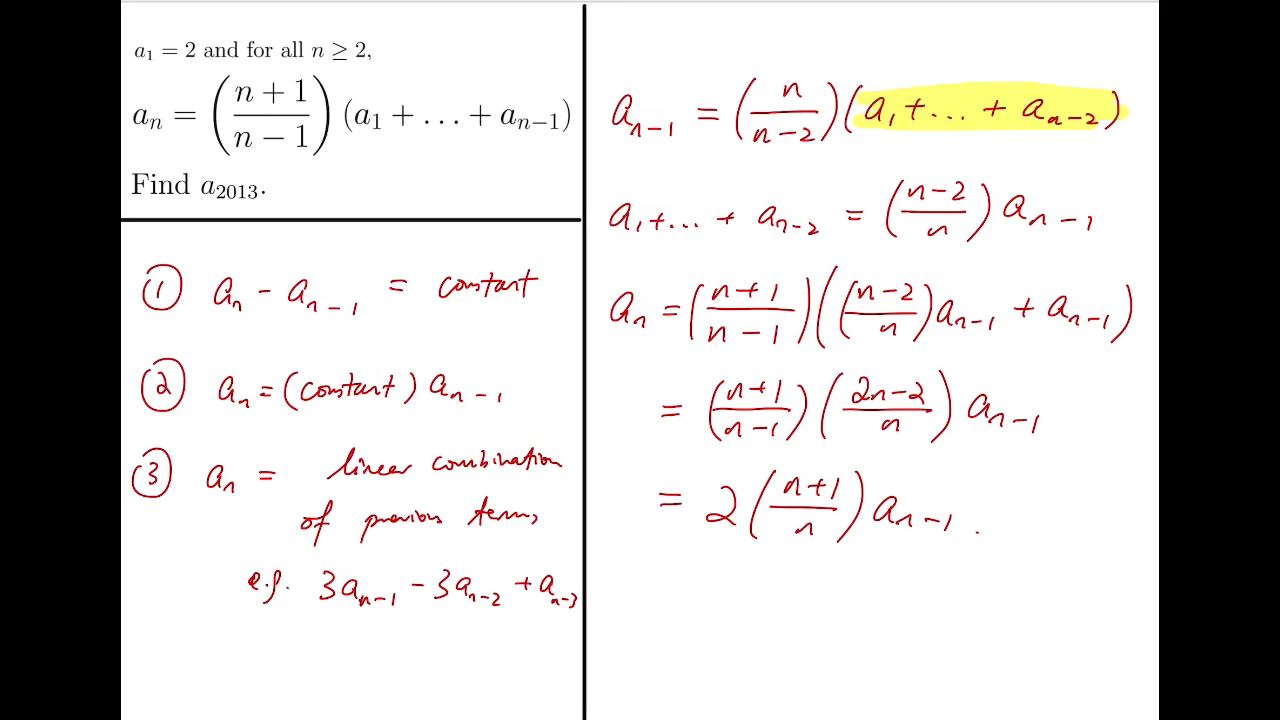 a₁ = 2 and for all n ≥ 2,
aₙ = ((n + 1)/(n − 1)) (a₁ + … + aₙ₋₁)
Find a₂₀₁₃.
① aₙ − aₙ₋₁ = constant
② aₙ = (constant) aₙ₋₁
③ aₙ = linear combination
of previous terms
e.g. 3aₙ₋₁ − 3aₙ₋₂ + aₙ₋₃
aₙ₋₁ = (n/(n−2)) (a₁ + ... + aₙ₋₂)
a₁ + ... + aₙ₋₂ = ((n−2)/n) aₙ₋₁
aₙ = ((n+1)/(n−1)) (((n−2)/n) aₙ₋₁ + aₙ₋₁)
= ((n+1)/(n−1)) ((2n−2)/n) aₙ₋₁
= 2 ((n+1)/n) aₙ₋₁.